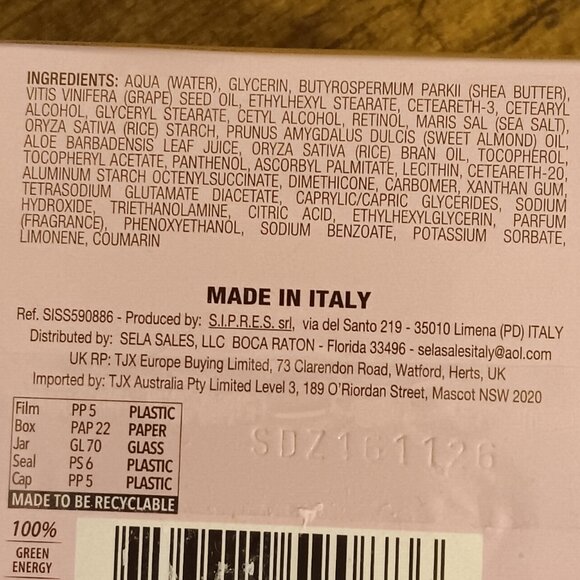 INGREDIENTS: AQUA (WATER), GLYCERIN, BUTYROSPERMUM PARKII (SHEA BUTTER),
VITIS VINIFERA (GRAPE) SEED OIL, ETHYLHEXYL STEARATE, CETEARETH-3, CETEARYL
ALCOHOL, GLYCERYL STEARATE, CETYL ALCOHOL, RETINOL, MARIS SAL (SEA SALT),
ORYZA SATIVA (RICE) STARCH, PRUNUS AMYGDALUS DULCIS (SWEET ALMOND) OIL,
ALOE BARBADENSIS LEAF JUICE, ORYZA SATIVA (RICE) BRAN OIL, TOCOPHEROL,
TOCOPHERYL ACETATE, PANTHENOL, ASCORBYL PALMITATE, LECITHIN, CETEARETH-20,
ALUMINUM STARCH OCTENYLSUCCINATE, DIMETHICONE, CARBOMER, XANTHAN GUM,
TETRASODIUM GLUTAMATE DIACETATE, CAPRYLIC/CAPRIC GLYCERIDES, SODIUM
HYDROXIDE, TRIETHANOLAMINE, CITRIC ACID, ETHYLHEXYLGLYCERIN, PARFUM
(FRAGRANCE), PHENOXYETHANOL, SODIUM BENZOATE, POTASSIUM SORBATE,
LIMONENE, COUMARIN
MADE IN ITALY
Ref. SISS590886 - Produced by: S.I.P.R.E.S. srl, via del Santo 219 - 35010 Limena (PD) ITALY
Distributed by: SELA SALES, LLC BOCA RATON - Florida 33496 - selasalesitaly@aol.com
UK RP: TJX Europe Buying Limited, 73 Clarendon Road, Watford, Herts, UK
Imported by: TJX Australia Pty Limited Level 3, 189 O'Riordan Street, Mascot NSW 2020
Film PP 5 PLASTIC
Box PAP 22 PAPER
Jar GL 70 GLASS
Seal PS 6 PLASTIC
Cap PP 5 PLASTIC
MADE TO BE RECYCLABLE
SDZ161126
100%
GREEN
ENERGY